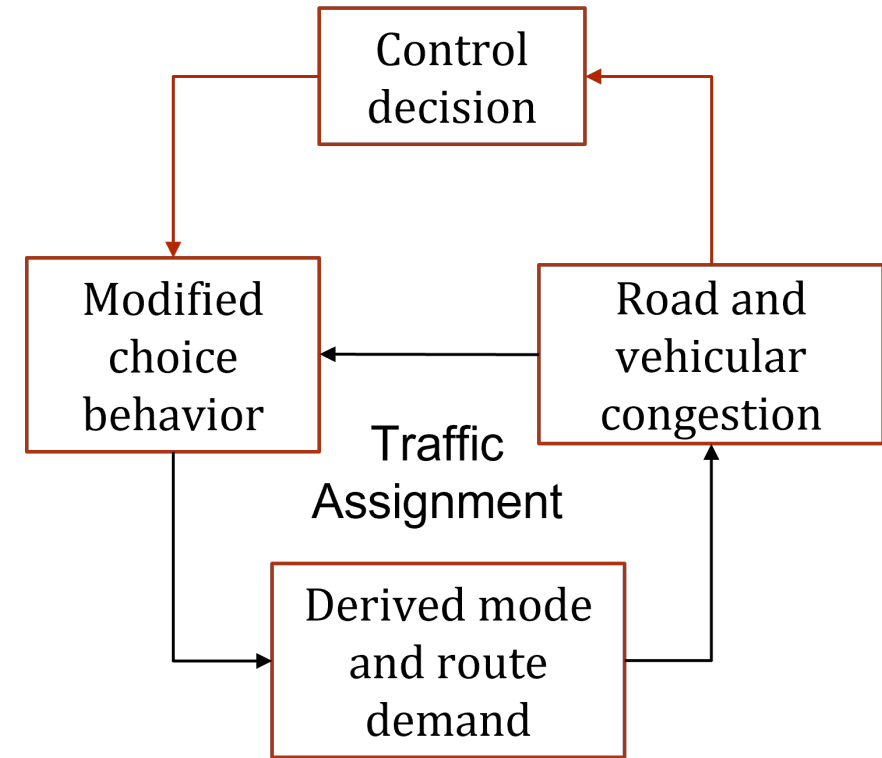 Control
decision
Modified
choice
behavior
Road and
vehicular
congestion
Traffic
Assignment
Derived mode
and route
demand